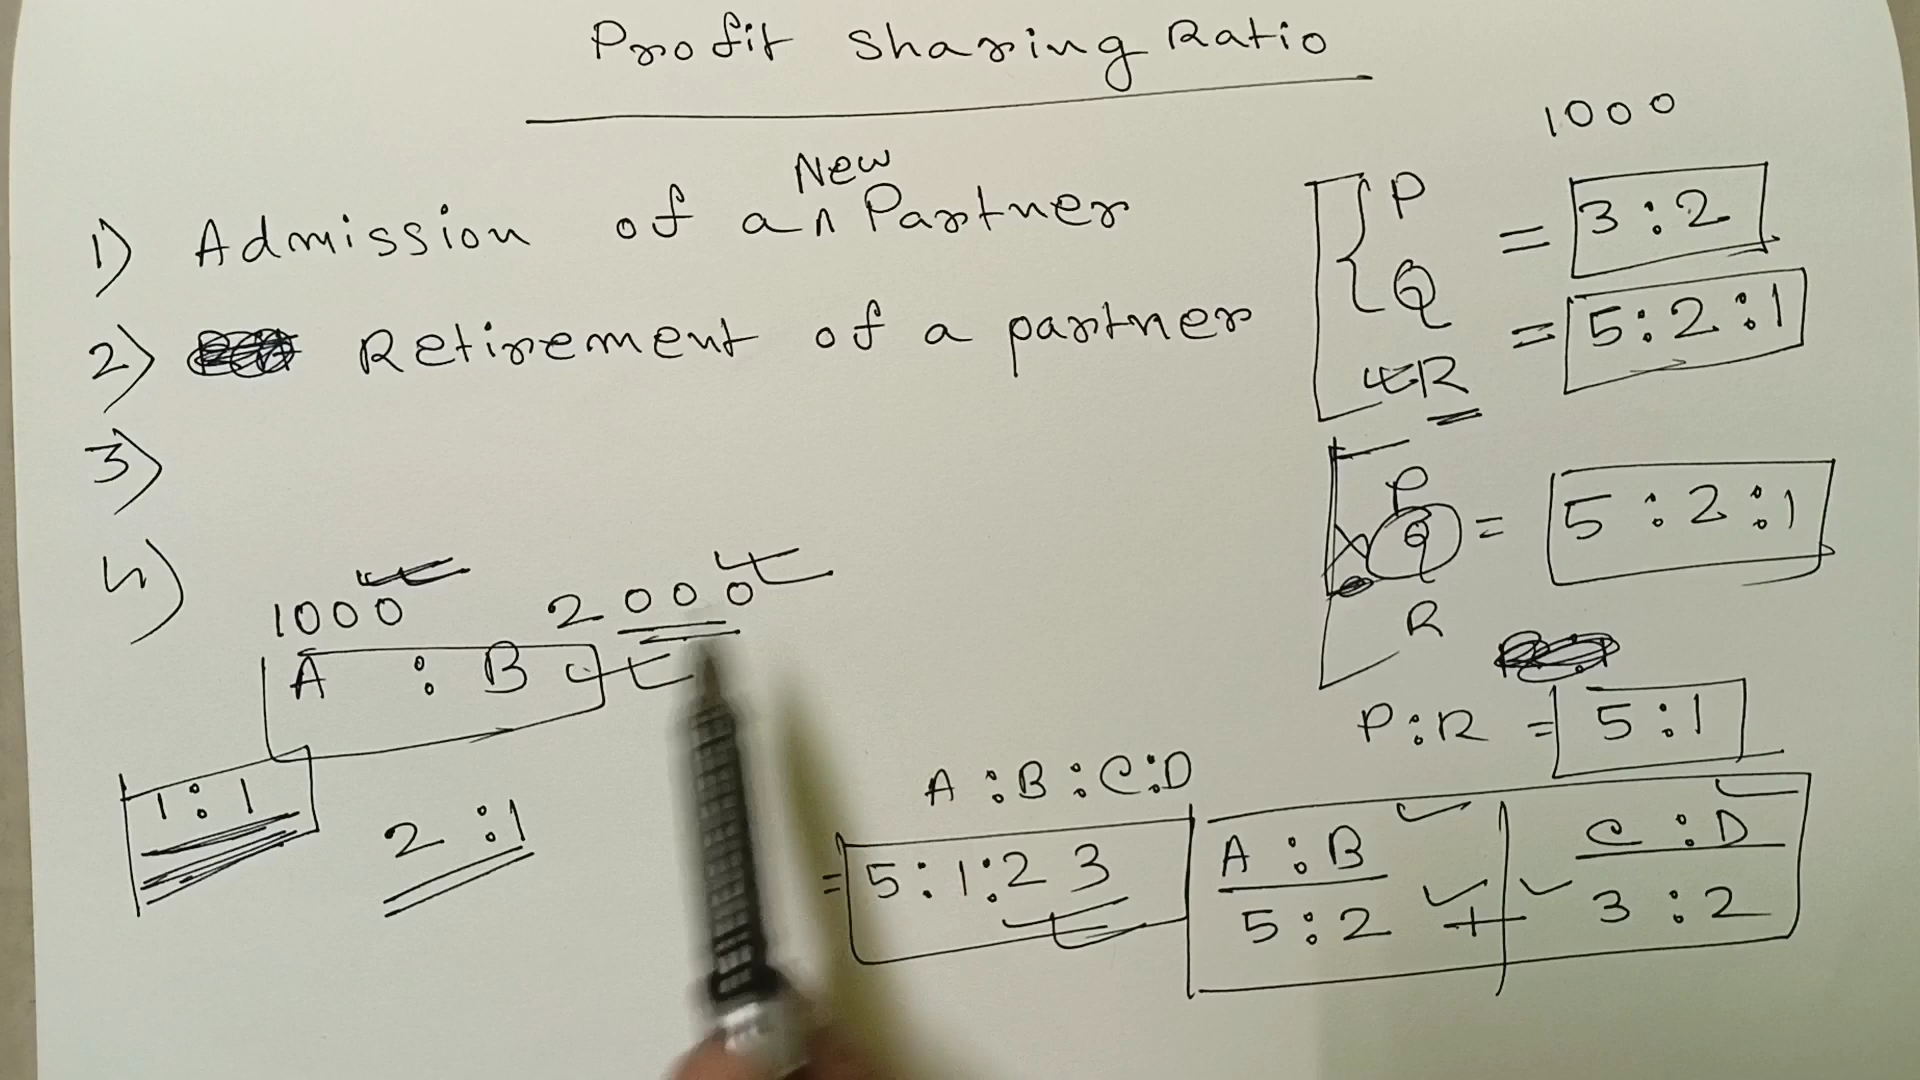 Profit Sharing Ratio
New
1) Admission of a ∧ Partner
2) Retirement of a partner
3)
4)
1000 2000
A : B
1 : 1
2 : 1
1000
P
Q = 3 : 2
R = 5 : 2 : 1
P
Q = 5 : 2 : 1
R
P : R = 5 : 1
A : B : C : D
= 5 : 1 : 2 3
A : B C : D
5 : 2 + 3 : 2